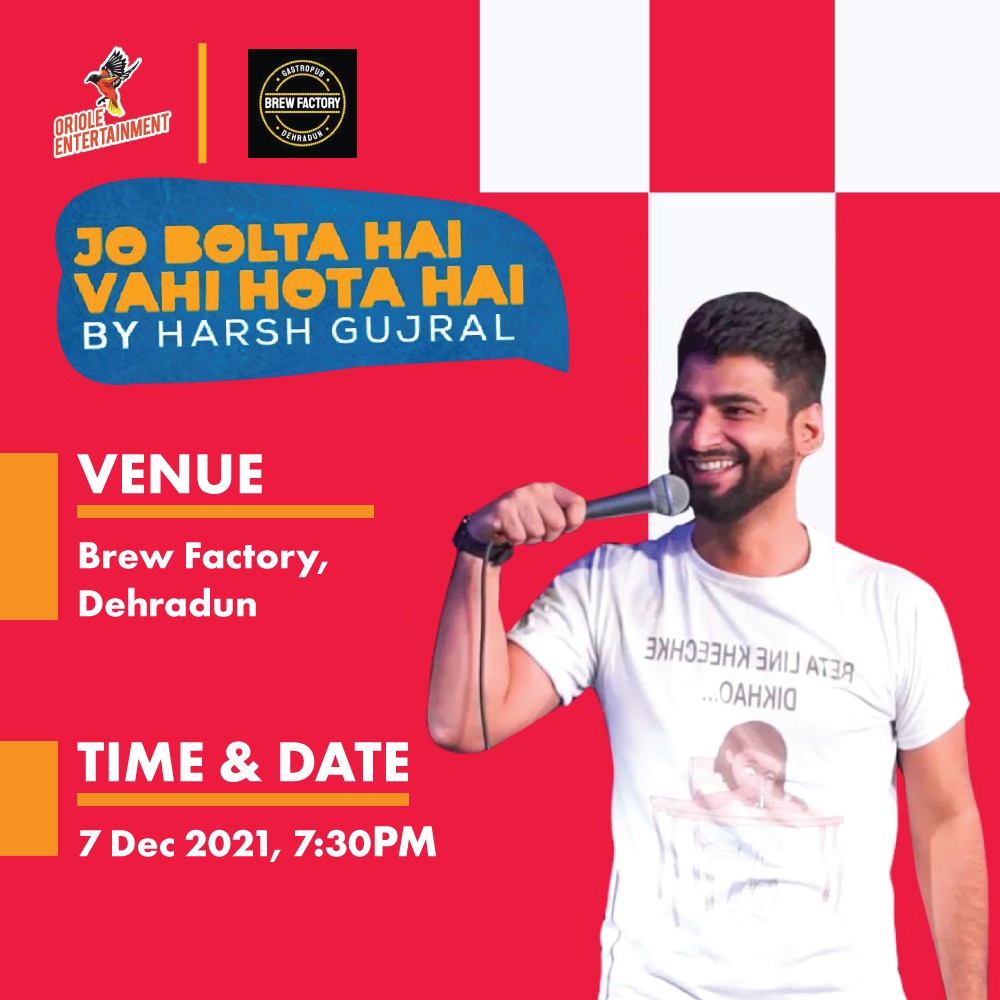 ORIOLE
ENTERTAINMENT
GASTROPUB
BREW FACTORY
DEHRADUN
JO BOLTA HAI
VAHI HOTA HAI
BY HARSH GUJRAL
VENUE
Brew Factory,
Dehradun
RETA LINE KHEECHKE
DIKHAO...
TIME & DATE
7 Dec 2021, 7:30PM